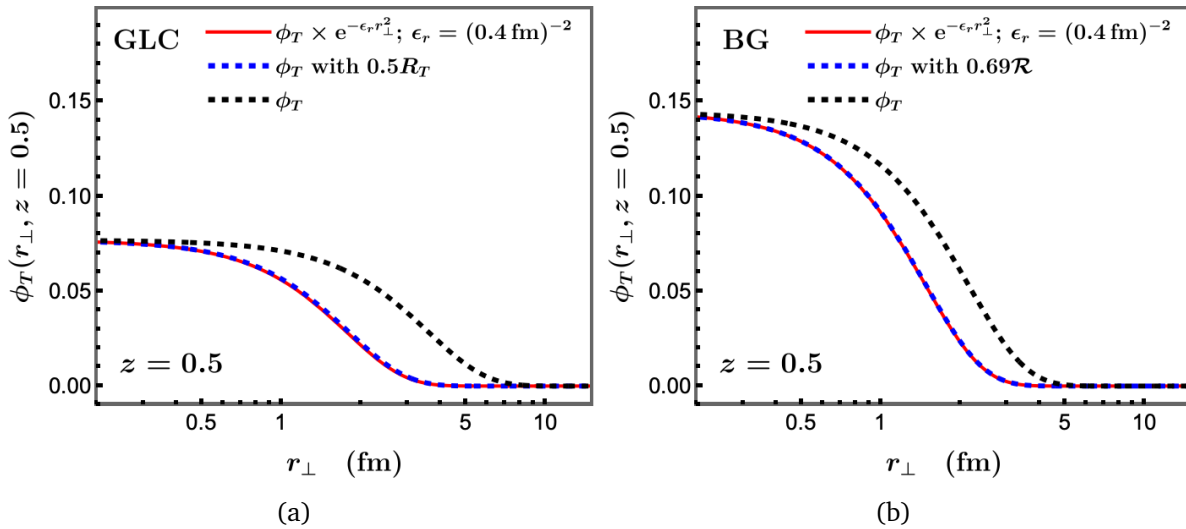 GLC
ϕ_T × e^{−ϵ_r r_⊥^2}; ϵ_r = (0.4 fm)^{−2}
ϕ_T with 0.5R_T
ϕ_T
ϕ_T(r_⊥, z = 0.5)
0.15
0.10
0.05
0.00
z = 0.5
0.5 1 5 10
r_⊥ (fm)
(a)
BG
ϕ_T × e^{−ϵ_r r_⊥^2}; ϵ_r = (0.4 fm)^{−2}
ϕ_T with 0.69ℛ
ϕ_T
ϕ_T(r_⊥, z = 0.5)
0.15
0.10
0.05
0.00
z = 0.5
0.5 1 5 10
r_⊥ (fm)
(b)